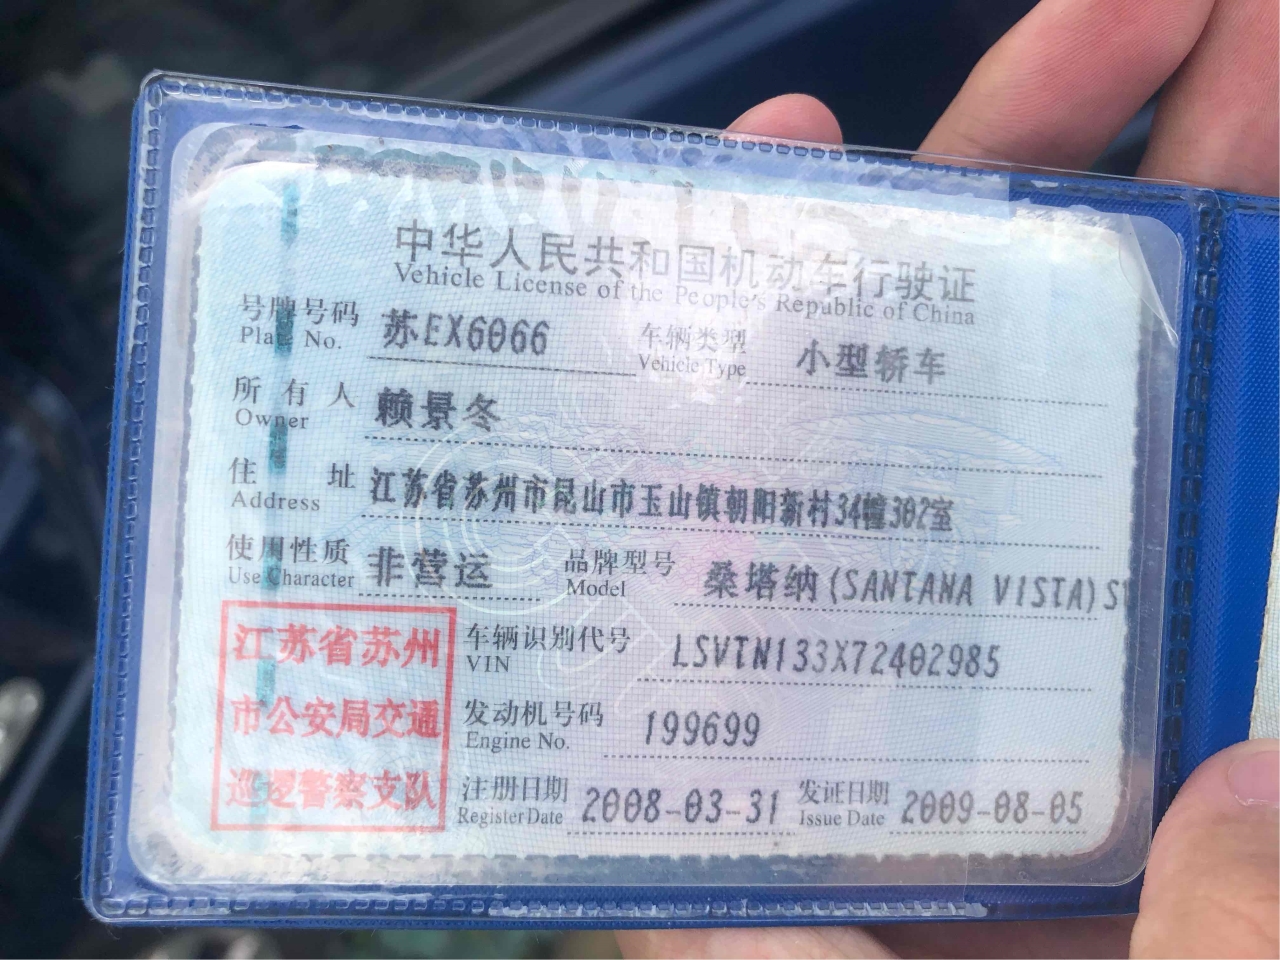 中华人民共和国机动车行驶证
Vehicle License of the People's Republic of China
号牌号码 苏EX6066 车辆类型 小型轿车
Plate No. Vehicle Type
所有人 赖景冬
Owner
住址 江苏省苏州市昆山市玉山镇朝阳新村34幢302室
Address
使用性质 非营运 品牌型号 桑塔纳(SANTANA VISTA)S
Use Character Model
江苏省苏州
市公安局交通
巡逻警察支队
车辆识别代号 LSVTN133X72402985
VIN
发动机号码 199699
Engine No.
注册日期 2008-03-31 发证日期 2009-08-05
Register Date Issue Date